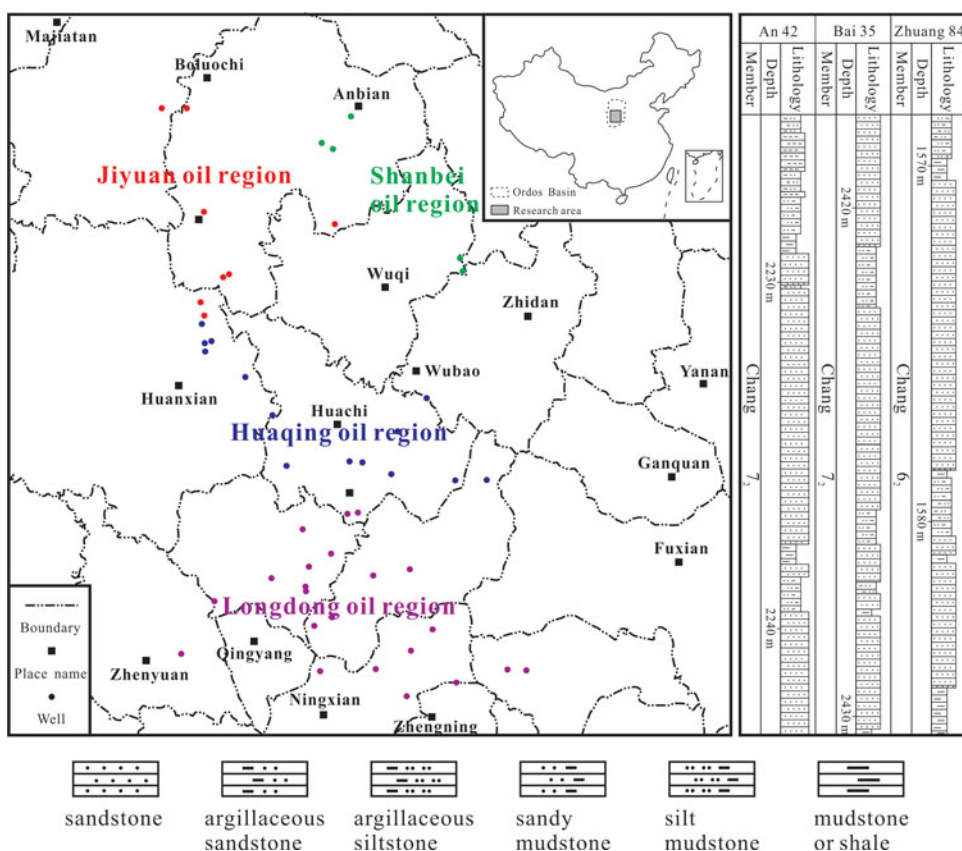 Majiatan
Boluochi
Anbian
Jiyuan oil region
Shanbei
oil region
Wuqi
Zhidan
Wubao
Huanxian
Huachi
Yanan
Huaqing oil region
Ganquan
Fuxian
Longdong oil region
Qingyang
Zhenyuan
Ningxian
Zhengning
Ordos Basin
Research area
Boundary
Place name
Well
An 42
Bai 35
Zhuang 84
Member
Depth
Lithology
Member
Depth
Lithology
Member
Depth
Lithology
Chang 7₂
2230 m
2240 m
Chang 7₂
2420 m
2430 m
Chang 6₂
1570 m
1580 m
sandstone
argillaceous
sandstone
argillaceous
siltstone
sandy
mudstone
silt
mudstone
mudstone
or shale